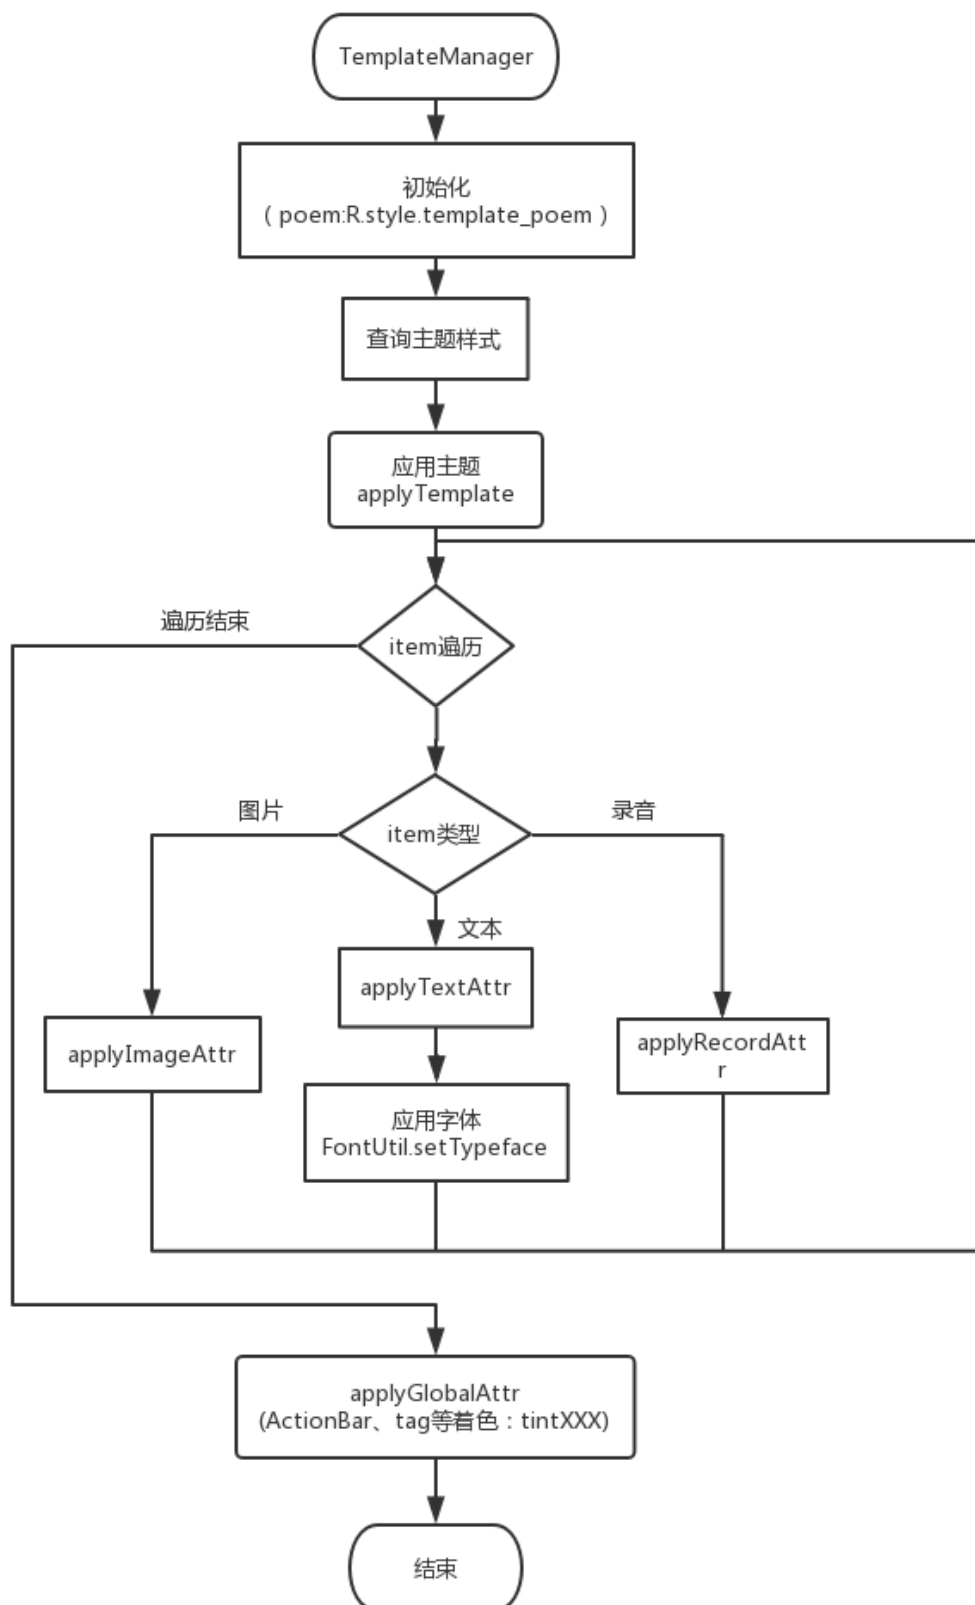 TemplateManager
初始化
（poem:R.style.template_poem）
查询主题样式
应用主题
applyTemplate
遍历结束
item遍历
图片
item类型
录音
文本
applyTextAttr
applyImageAttr
applyRecordAtt
r
应用字体
FontUtil.setTypeface
applyGlobalAttr
(ActionBar、tag等着色：tintXXX)
结束